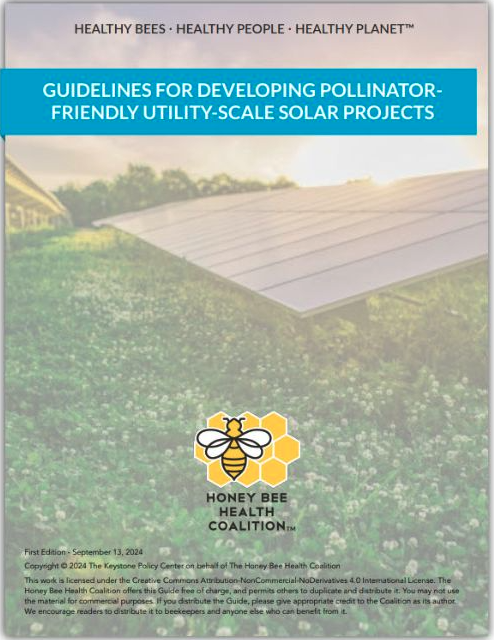 HEALTHY BEES · HEALTHY PEOPLE · HEALTHY PLANET™
GUIDELINES FOR DEVELOPING POLLINATOR-
FRIENDLY UTILITY-SCALE SOLAR PROJECTS
HONEY BEE
HEALTH
COALITION™
First Edition - September 13, 2024
Copyright © 2024 The Keystone Policy Center on behalf of The Honey Bee Health Coalition
This work is licensed under the Creative Commons Attribution-NonCommercial-NoDerivatives 4.0 International License. The
Honey Bee Health Coalition offers this Guide free of charge, and permits others to duplicate and distribute it. You may not use
the material for commercial purposes. If you distribute the Guide, please give appropriate credit to the Coalition as its author.
We encourage readers to distribute it to beekeepers and anyone else who can benefit from it.